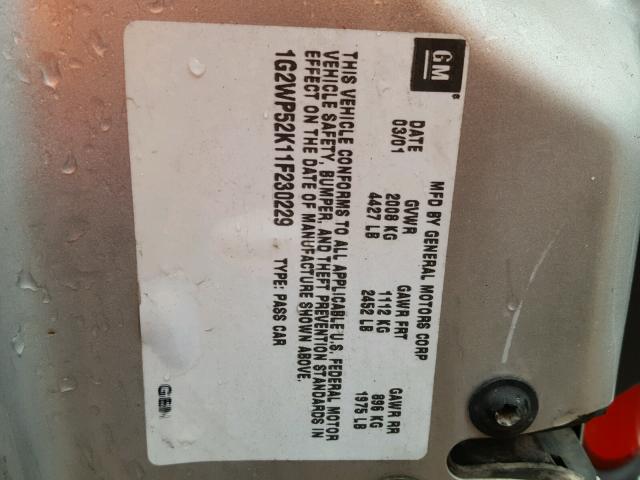 GM
MFD BY GENERAL MOTORS CORP
DATE GVWR GAWR FRT GAWR RR
03/01 2008 KG 1112 KG 896 KG
4427 LB 2452 LB 1975 LB
THIS VEHICLE CONFORMS TO ALL APPLICABLE U.S. FEDERAL MOTOR
VEHICLE SAFETY, BUMPER, AND THEFT PREVENTION STANDARDS IN
EFFECT ON THE DATE OF MANUFACTURE SHOWN ABOVE.
1G2WP52K11F230229 TYPE: PASS CAR